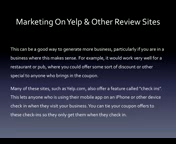 Marketing On Yelp & Other Review Sites
This can be a good way to generate more business, particularly if you are in a
business where this makes sense. For example, it would work very well for a
restaurant or pub, where you could offer some sort of discount or other
special to anyone who brings in the coupon.
Many of these sites, such as Yelp.com, also offer a feature called "check ins"
This lets anyone who is using their mobile app on an iPhone or other device
check in when they visit your business. You can tie your coupon offers to
these check-ins so they only get them when they check in.